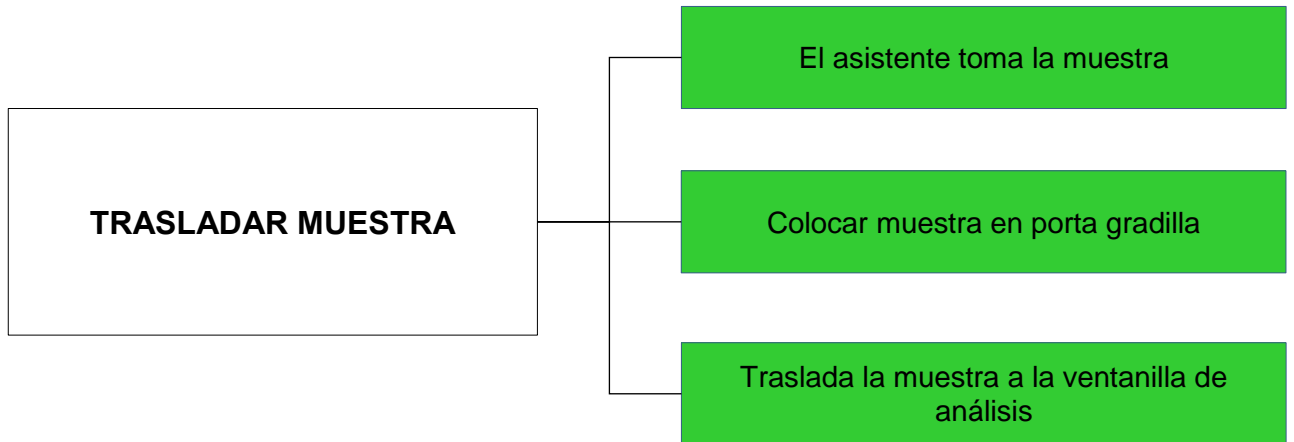 El asistente toma la muestra
TRASLADAR MUESTRA
Colocar muestra en porta gradilla
Traslada la muestra a la ventanilla de
análisis